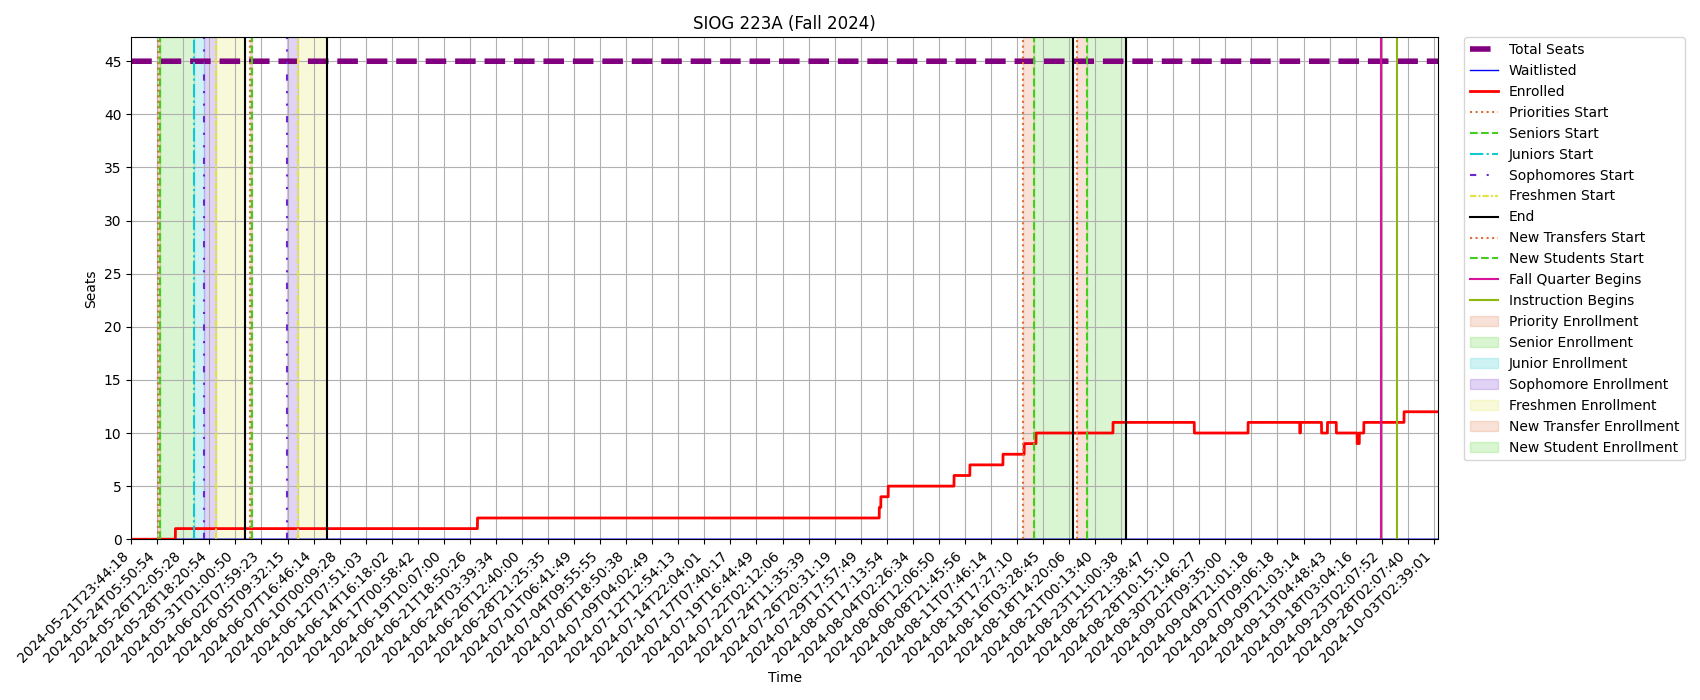 SIOG 223A (Fall 2024)
Seats
45
40
35
30
25
20
15
10
5
0
2024-05-21T23:44:18
2024-05-24T05:50:54
2024-05-26T12:05:28
2024-05-28T18:20:54
2024-05-31T01:00:50
2024-06-02T07:59:23
2024-06-05T09:32:15
2024-06-07T16:46:14
2024-06-10T00:09:28
2024-06-12T07:51:03
2024-06-14T16:18:02
2024-06-17T00:58:42
2024-06-19T10:07:00
2024-06-21T18:50:26
2024-06-24T03:39:34
2024-06-26T12:40:00
2024-06-28T21:25:35
2024-07-01T06:41:49
2024-07-04T09:55:55
2024-07-06T18:50:38
2024-07-09T04:02:49
2024-07-12T12:54:13
2024-07-14T22:04:01
2024-07-17T07:40:17
2024-07-19T16:44:49
2024-07-22T02:12:06
2024-07-24T11:35:39
2024-07-26T20:31:19
2024-07-29T17:57:49
2024-08-01T17:13:54
2024-08-04T02:26:34
2024-08-06T12:06:50
2024-08-08T21:45:56
2024-08-11T07:46:14
2024-08-13T17:27:10
2024-08-16T03:28:45
2024-08-18T14:20:06
2024-08-21T01:13:40
2024-08-23T11:00:38
2024-08-25T21:38:47
2024-08-28T10:15:10
2024-08-30T21:46:27
2024-09-02T09:35:00
2024-09-04T21:01:18
2024-09-07T09:06:18
2024-09-09T21:03:14
2024-09-13T04:48:43
2024-09-18T03:04:16
2024-09-23T02:07:52
2024-09-28T02:07:40
2024-10-03T02:39:01
Time
Total Seats
Waitlisted
Enrolled
Priorities Start
Seniors Start
Juniors Start
Sophomores Start
Freshmen Start
End
New Transfers Start
New Students Start
Fall Quarter Begins
Instruction Begins
Priority Enrollment
Senior Enrollment
Junior Enrollment
Sophomore Enrollment
Freshmen Enrollment
New Transfer Enrollment
New Student Enrollment